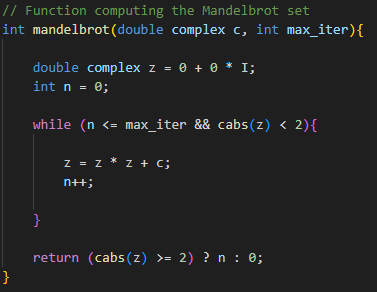 // Function computing the Mandelbrot set
int mandelbrot(double complex c, int max_iter){
double complex z = 0 + 0 * I;
int n = 0;
while (n <= max_iter && cabs(z) < 2){
z = z * z + c;
n++;
}
return (cabs(z) >= 2) ? n : 0;
}